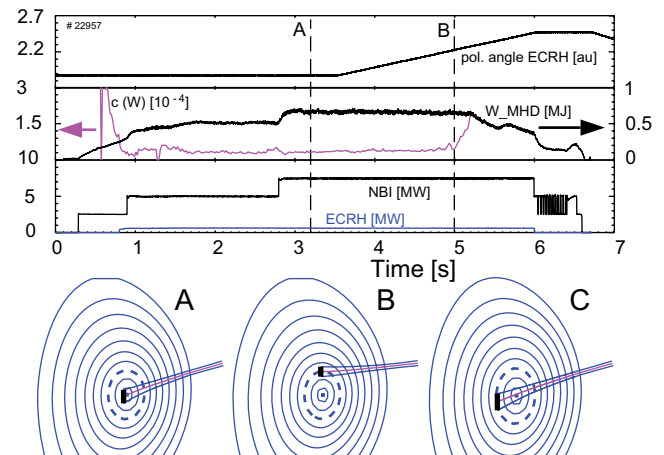 # 22957
A B
2.7
2.2
pol. angle ECRH [au]
3
c (W) [10⁻⁴]
W_MHD [MJ]
1
1.5
0.5
10
0
NBI [MW]
5
ECRH [MW]
0
0 1 2 3 4 5 6 7
Time [s]
A B C